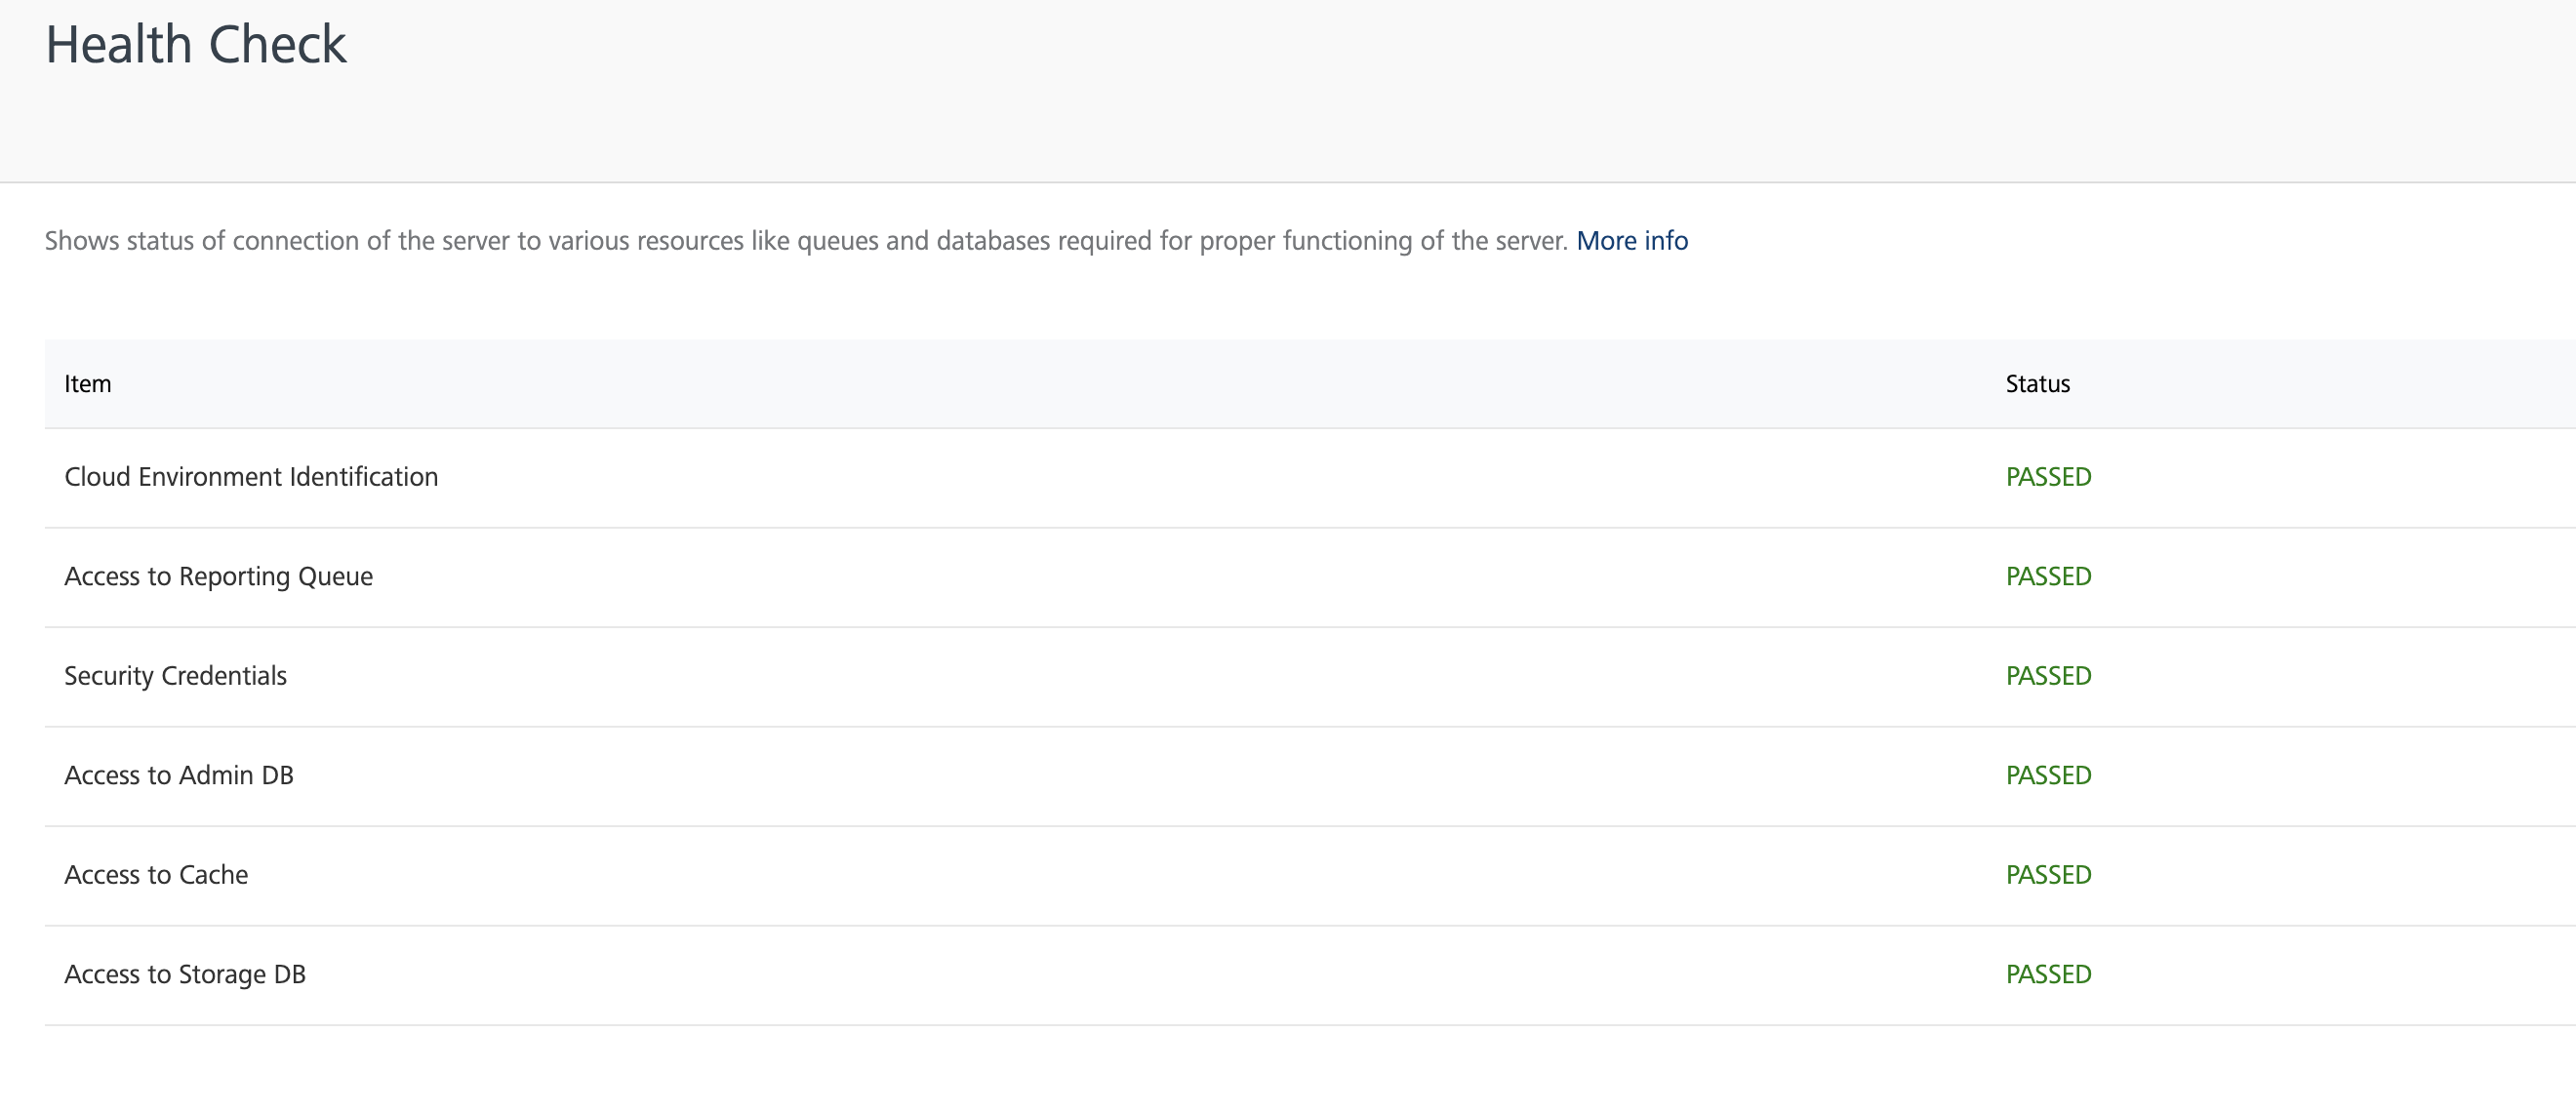 Health Check
Shows status of connection of the server to various resources like queues and databases required for proper functioning of the server. More info
Item Status
Cloud Environment Identification PASSED
Access to Reporting Queue PASSED
Security Credentials PASSED
Access to Admin DB PASSED
Access to Cache PASSED
Access to Storage DB PASSED